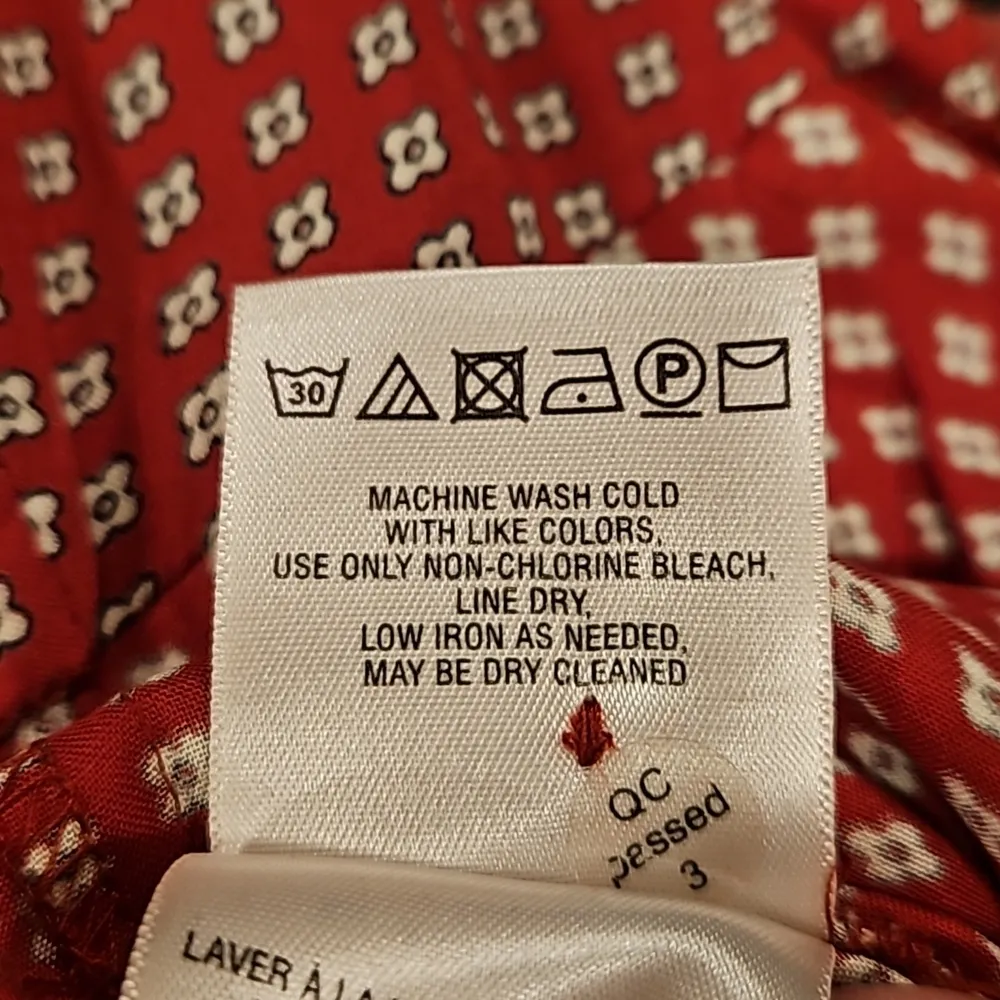 30
P
MACHINE WASH COLD
WITH LIKE COLORS,
USE ONLY NON-CHLORINE BLEACH,
LINE DRY,
LOW IRON AS NEEDED,
MAY BE DRY CLEANED
QC
passed
3
LAVER À